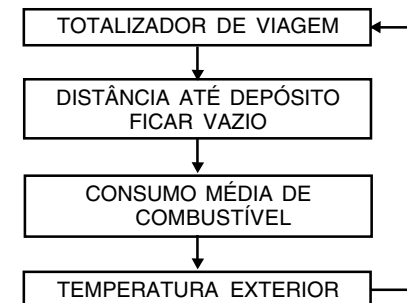 TOTALIZADOR DE VIAGEM
DISTÂNCIA ATÉ DEPÓSITO
FICAR VAZIO
CONSUMO MÉDIA DE
COMBUSTÍVEL
TEMPERATURA EXTERIOR